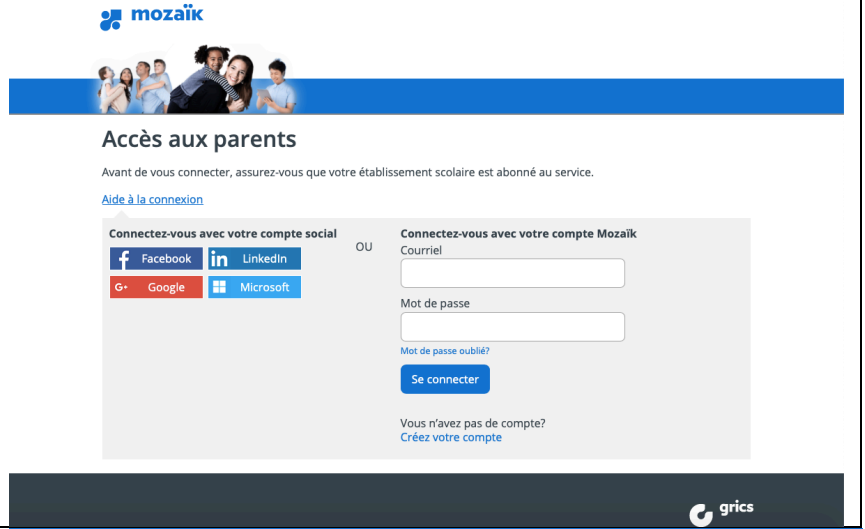 mozaïk
Accès aux parents
Avant de vous connecter, assurez-vous que votre établissement scolaire est abonné au service.
Aide à la connexion
Connectez-vous avec votre compte social
Facebook
LinkedIn
Google
Microsoft
OU
Connectez-vous avec votre compte Mozaïk
Courriel
Mot de passe
Mot de passe oublié?
Se connecter
Vous n'avez pas de compte?
Créez votre compte
grics